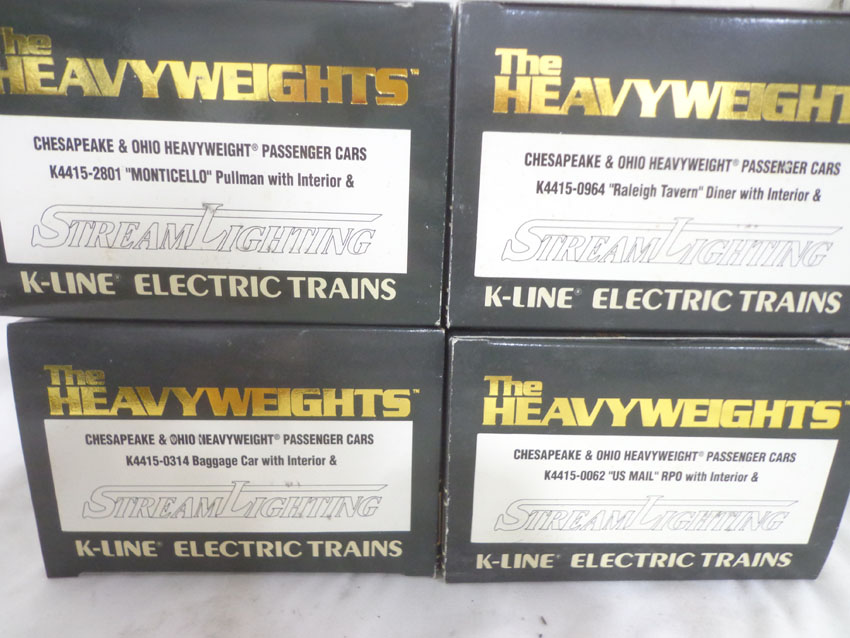 The
HEAVYWEIGHTS™
CHESAPEAKE & OHIO HEAVYWEIGHT® PASSENGER CARS
K4415-2801 "MONTICELLO" Pullman with Interior &
STREAMLIGHTING
K-LINE® ELECTRIC TRAINS
The
HEAVYWEIGHT
CHESAPEAKE & OHIO HEAVYWEIGHT® PASSENGER CARS
K4415-0964 "Raleigh Tavern" Diner with Interior &
STREAMLIGHTING
K-LINE® ELECTRIC TRAINS
The
HEAVYWEIGHTS™
CHESAPEAKE & OHIO HEAVYWEIGHT® PASSENGER CARS
K4415-0314 Baggage Car with Interior &
STREAMLIGHTING
K-LINE® ELECTRIC TRAINS
The
HEAVYWEIGHTS™
CHESAPEAKE & OHIO HEAVYWEIGHT® PASSENGER CARS
K4415-0062 "US MAIL" RPO with Interior &
STREAMLIGHTING
K-LINE® ELECTRIC TRAINS